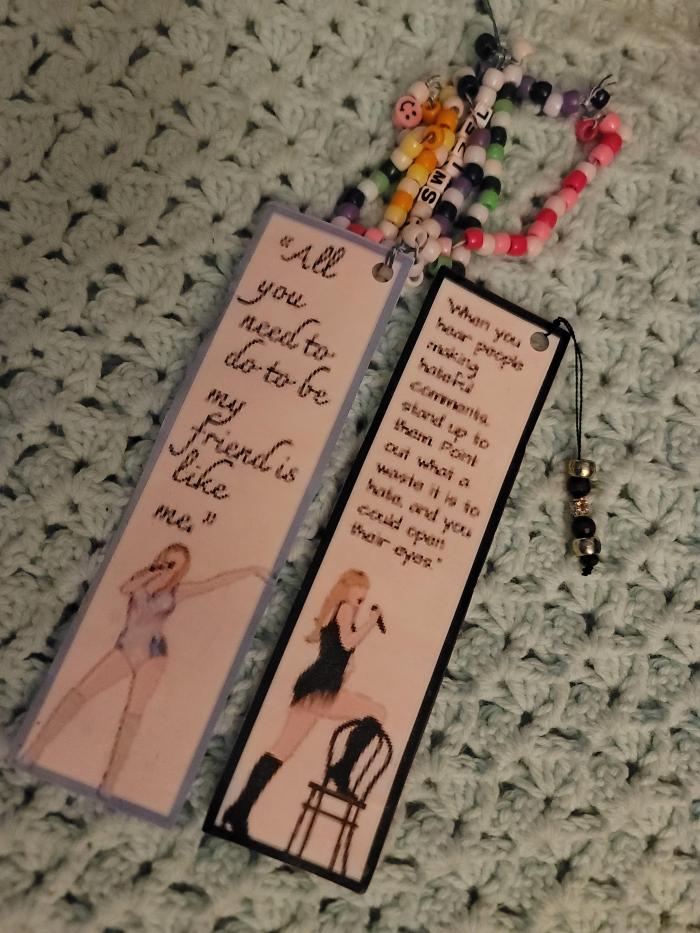 "All
you
need to
do to be
my
friend is
like
me."
"When you
hear people
making
hateful
comments,
stand up to
them. Point
out what a
waste it is to
hate, and you
could open
their eyes."